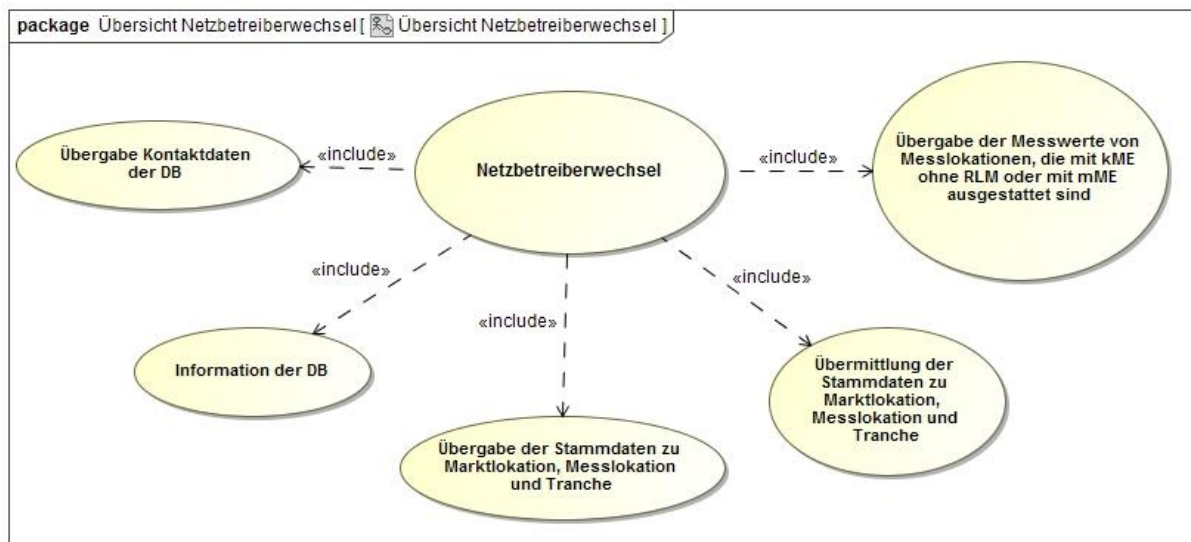 package Übersicht Netzbetreiberwechsel [ Übersicht Netzbetreiberwechsel ]
Übergabe Kontaktdaten
der DB
«include»
Netzbetreiberwechsel
«include»
Übergabe der Messwerte von
Messlokationen, die mit kME
ohne RLM oder mit mME
ausgestattet sind
«include»
«include»
«include»
Information der DB
Übergabe der Stammdaten zu
Marktlokation, Messlokation
und Tranche
Übermittlung der
Stammdaten zu
Marktlokation,
Messlokation und
Tranche